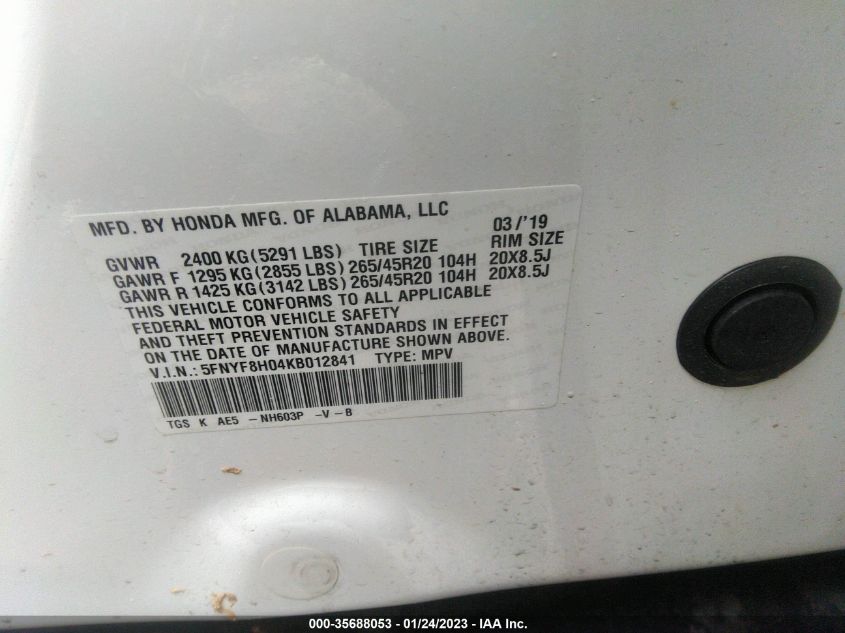 MFD. BY HONDA MFG. OF ALABAMA, LLC 03/'19
GVWR 2400 KG(5291 LBS) TIRE SIZE RIM SIZE
GAWR F 1295 KG(2855 LBS) 265/45R20 104H 20X8.5J
GAWR R 1425 KG(3142 LBS) 265/45R20 104H 20X8.5J
THIS VEHICLE CONFORMS TO ALL APPLICABLE
FEDERAL MOTOR VEHICLE SAFETY
AND THEFT PREVENTION STANDARDS IN EFFECT
ON THE DATE OF MANUFACTURE SHOWN ABOVE.
V.I.N.: 5FNYF8H04KB012841 TYPE: MPV
TGS K AE5 -NH603P -V-B
000-35688053 - 01/24/2023 - IAA Inc.